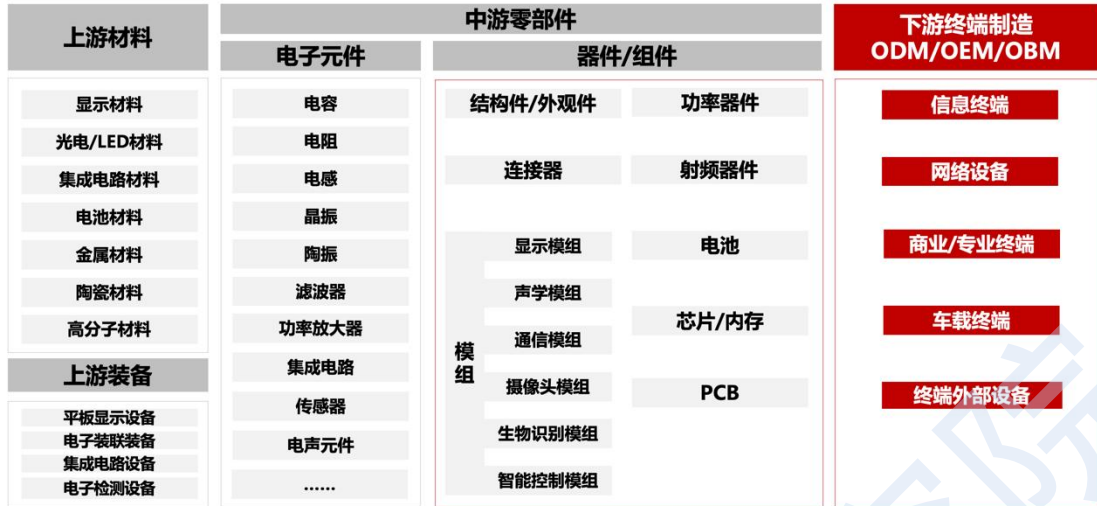 上游材料
显示材料
光电/LED材料
集成电路材料
电池材料
金属材料
陶瓷材料
高分子材料
上游装备
平板显示设备
电子装联装备
集成电路设备
电子检测设备
中游零部件
电子元件
电容
电阻
电感
晶振
陶振
滤波器
功率放大器
集成电路
传感器
电声元件
……
器件/组件
结构件/外观件
连接器
模组
显示模组
声学模组
通信模组
摄像头模组
生物识别模组
智能控制模组
功率器件
射频器件
电池
芯片/内存
PCB
下游终端制造
ODM/OEM/OBM
信息终端
网络设备
商业/专业终端
车载终端
终端外部设备